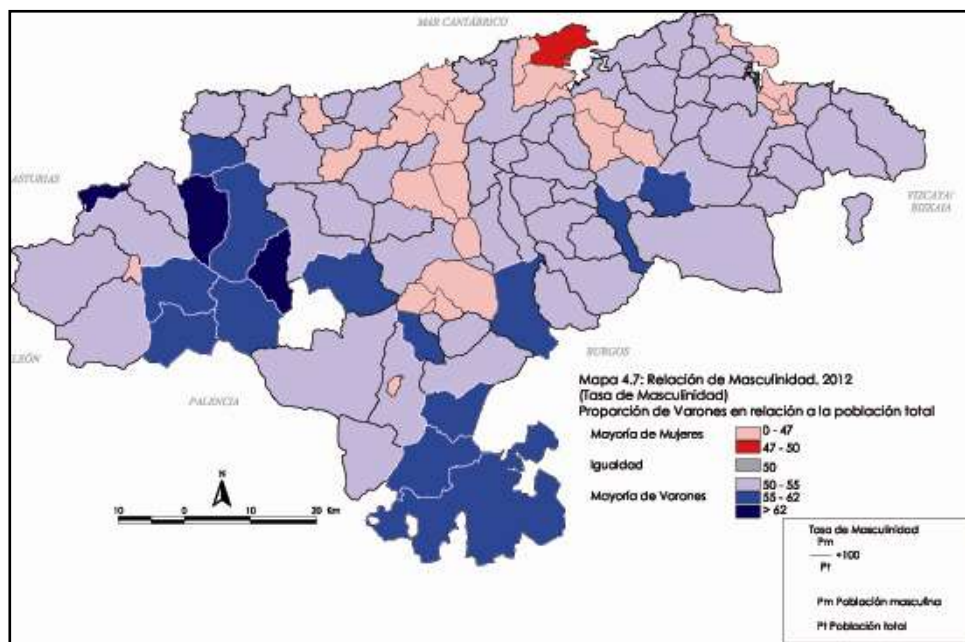 MAR CANTÁBRICO
ASTURIAS
VIZCAYA/
BIZKAIA
LEÓN
PALENCIA
BURGOS
Mapa 4.7: Relación de Masculinidad. 2012
(Tasa de Masculinidad)
Proporción de Varones en relación a la población total
Mayoría de Mujeres
0 - 47
47 - 50
Igualdad
50
50 - 55
Mayoría de Varones
55 - 62
> 62
N
10 0 10 20 Km
Tasa de Masculinidad
Pm
*100
Pt
Pm Población masculina
Pt Población total